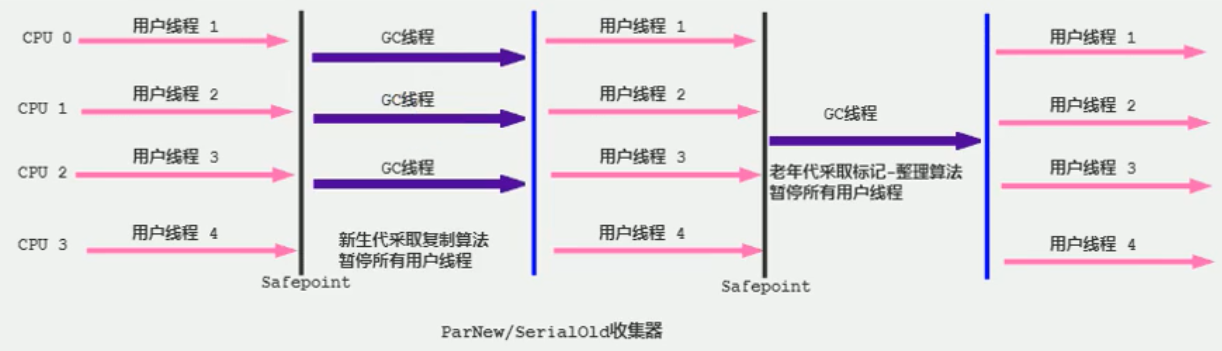 CPU 0
用户线程 1
GC线程
用户线程 1
用户线程 1
CPU 1
用户线程 2
GC线程
用户线程 2
GC线程
用户线程 2
CPU 2
用户线程 3
GC线程
用户线程 3
老年代采取标记-整理算法
暂停所有用户线程
用户线程 3
CPU 3
用户线程 4
新生代采取复制算法
暂停所有用户线程
用户线程 4
用户线程 4
Safepoint
Safepoint
ParNew/SerialOld收集器